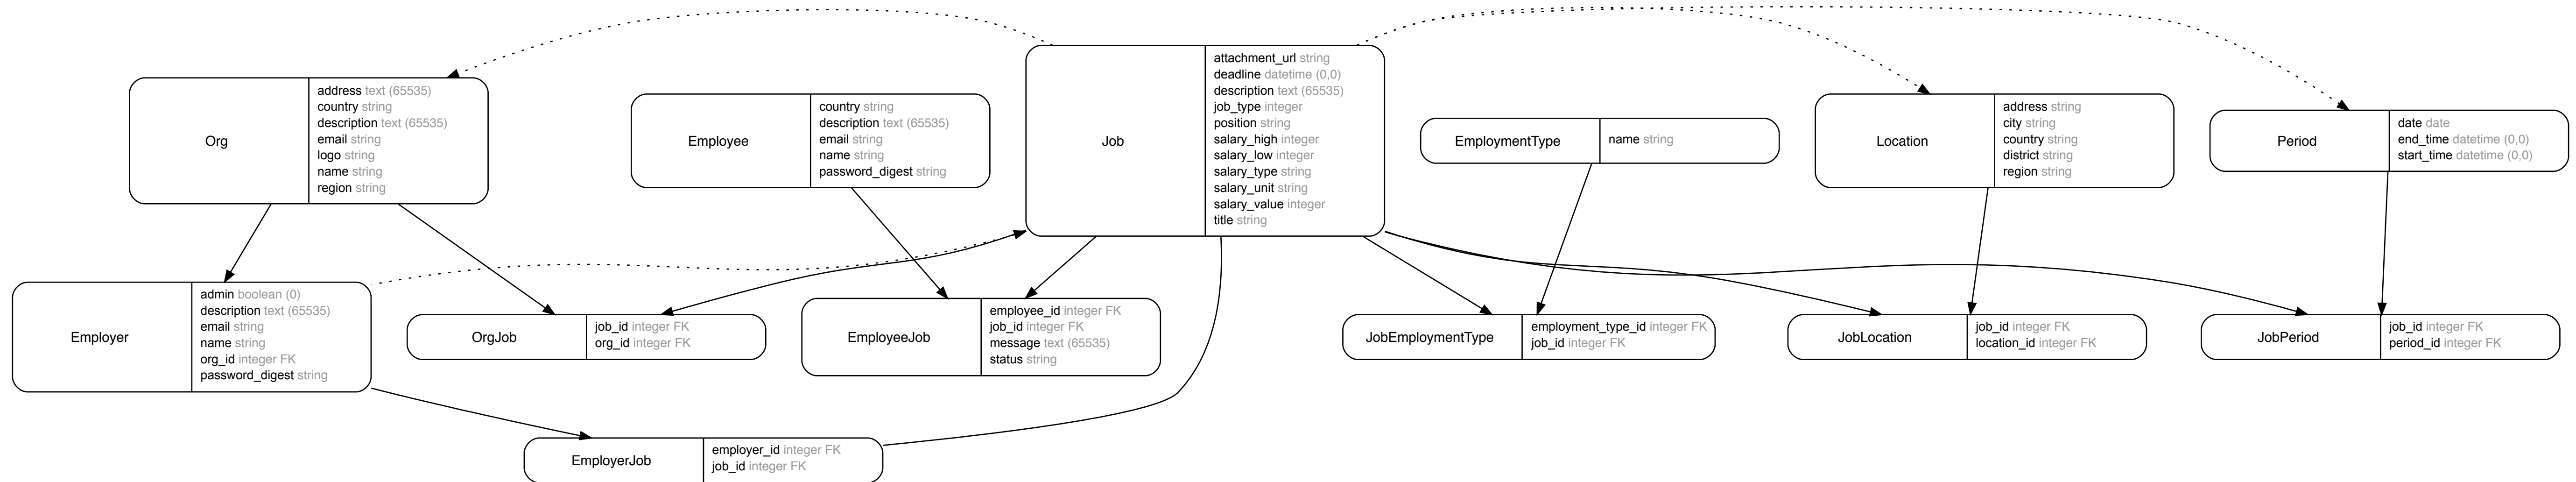 Org
address text (65535)
country string
description text (65535)
email string
logo string
name string
region string
Employee
country string
description text (65535)
email string
name string
password_digest string
Job
attachment_url string
deadline datetime (0,0)
description text (65535)
job_type integer
position string
salary_high integer
salary_low integer
salary_type string
salary_unit string
salary_value integer
title string
EmploymentType
name string
Location
address string
city string
country string
district string
region string
Period
date date
end_time datetime (0,0)
start_time datetime (0,0)
Employer
admin boolean (0)
description text (65535)
email string
name string
org_id integer FK
password_digest string
OrgJob
job_id integer FK
org_id integer FK
EmployeeJob
employee_id integer FK
job_id integer FK
message text (65535)
status string
JobEmploymentType
employment_type_id integer FK
job_id integer FK
JobLocation
job_id integer FK
location_id integer FK
JobPeriod
job_id integer FK
period_id integer FK
EmployerJob
employer_id integer FK
job_id integer FK